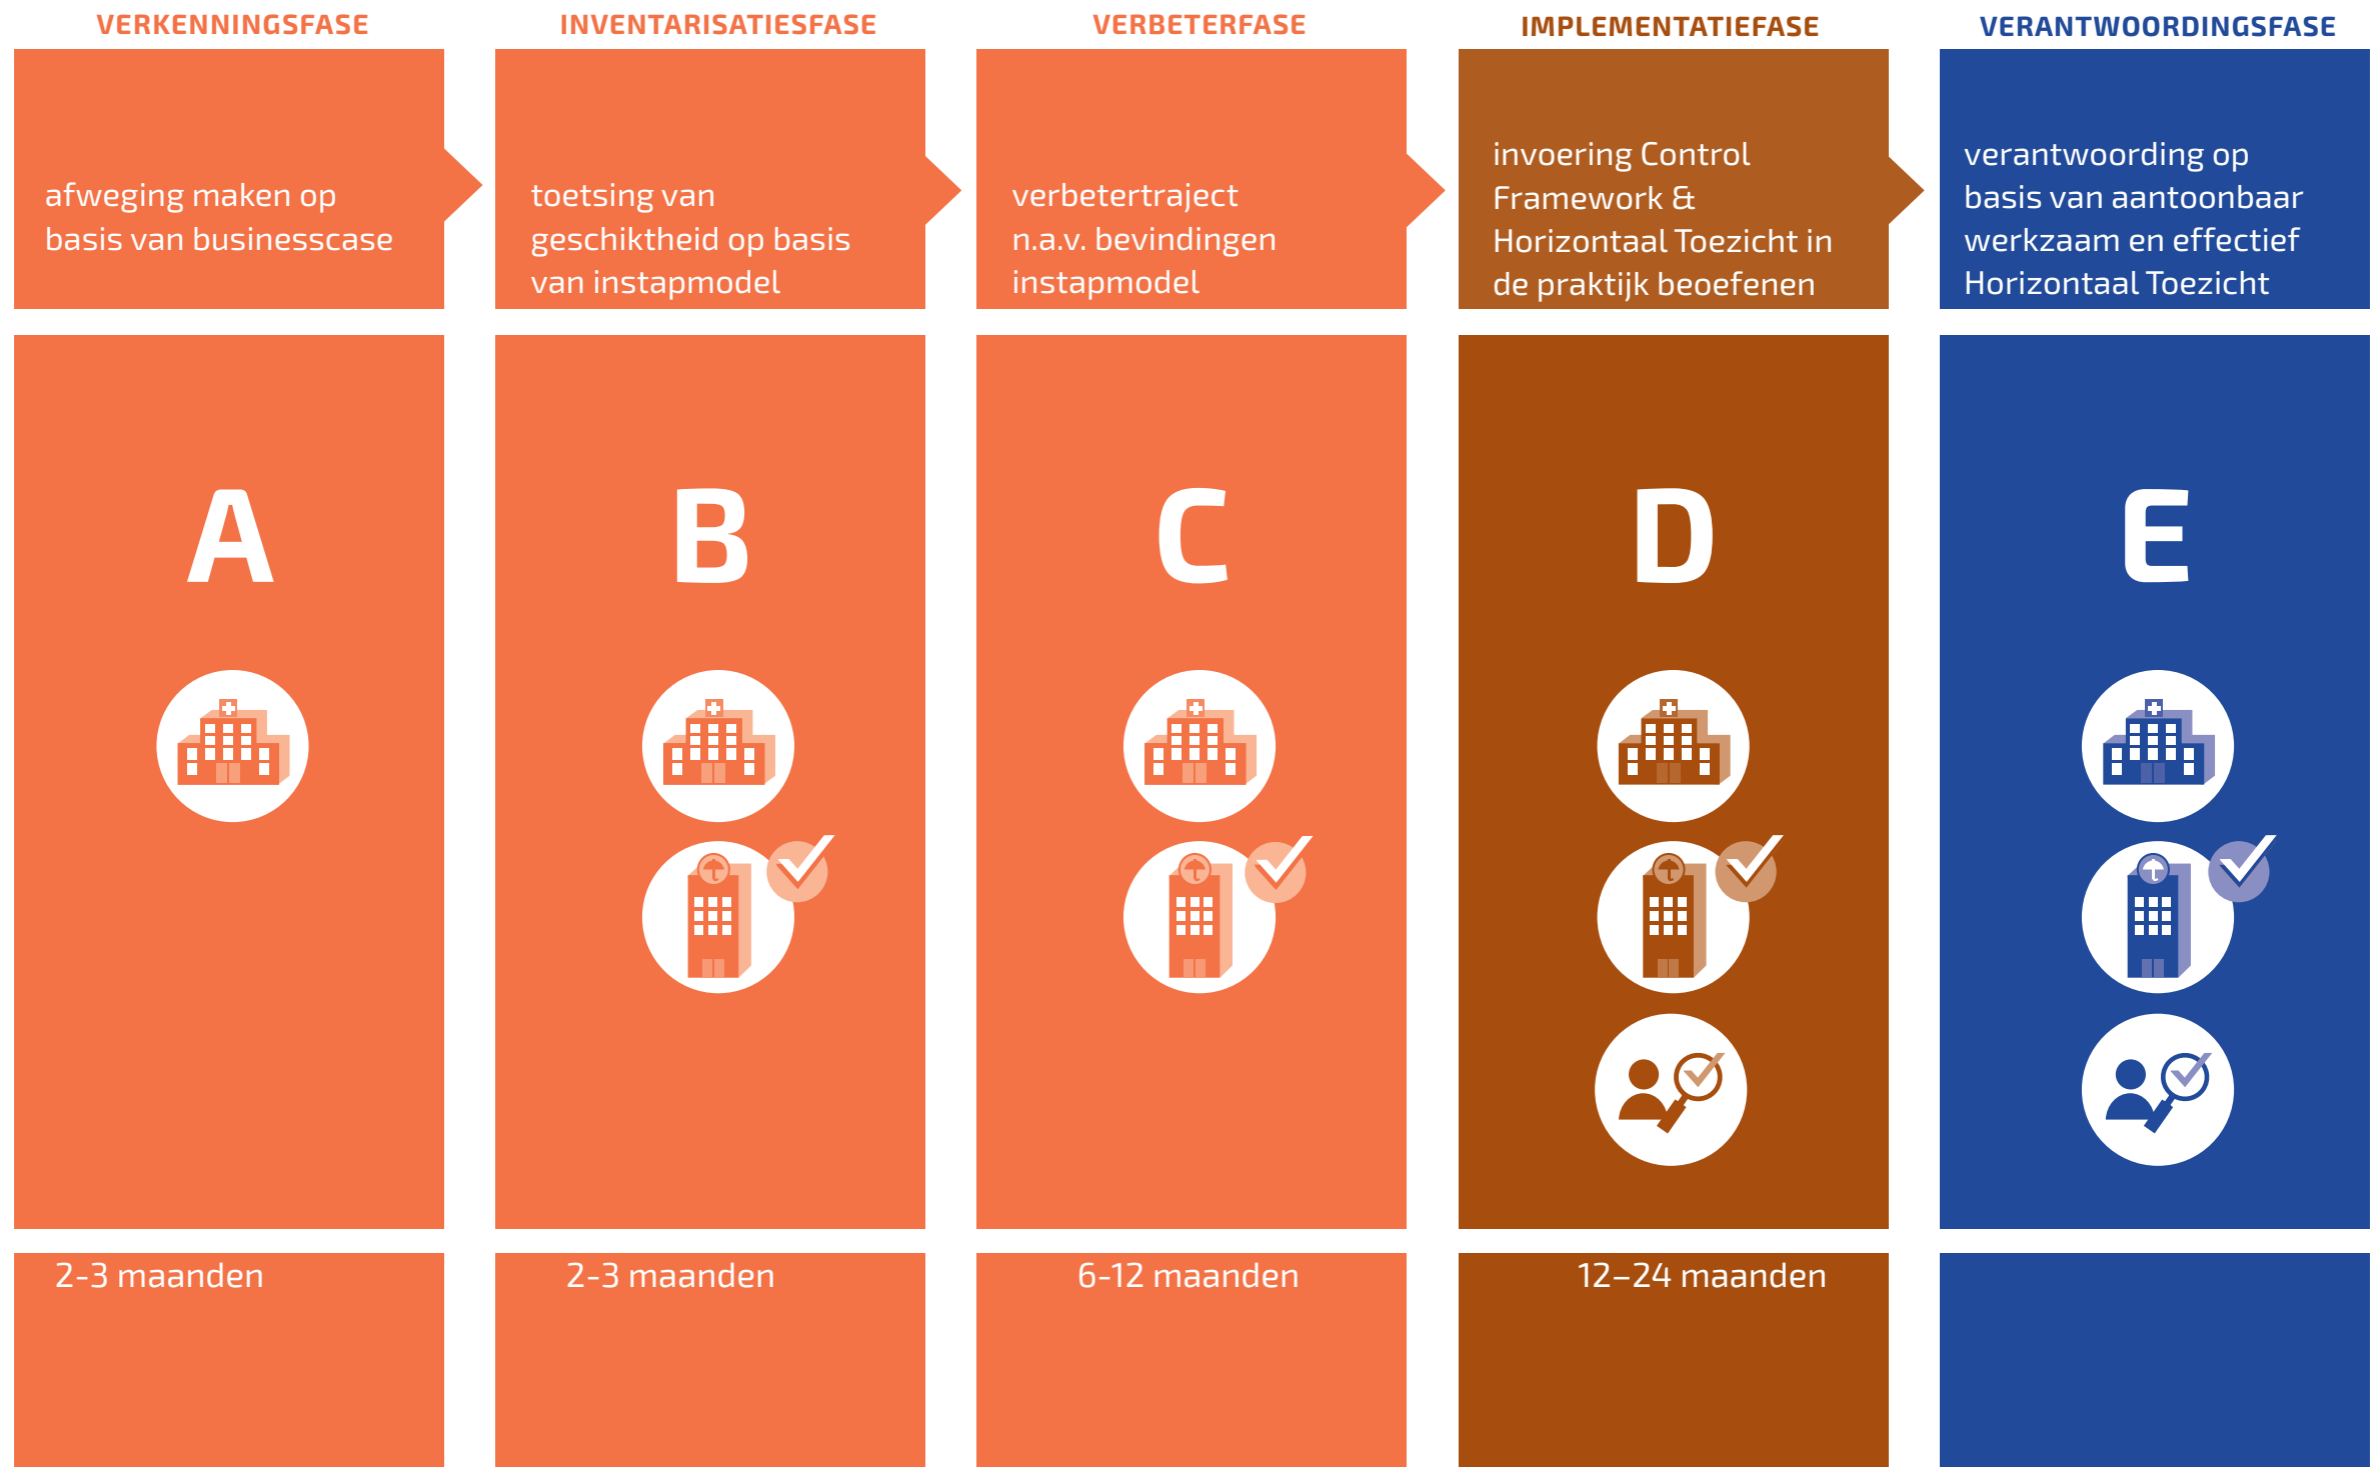 VERKENNINGSFASE
afweging maken op
basis van businesscase
A
2-3 maanden
INVENTARISATIESFASE
toetsing van
geschiktheid op basis
van instapmodel
B
2-3 maanden
VERBETERFASE
verbetertraject
n.a.v. bevindingen
instapmodel
C
6-12 maanden
IMPLEMENTATIEFASE
invoering Control
Framework &
Horizontaal Toezicht in
de praktijk beoefenen
D
12–24 maanden
VERANTWOORDINGSFASE
verantwoording op
basis van aantoonbaar
werkzaam en effectief
Horizontaal Toezicht
E